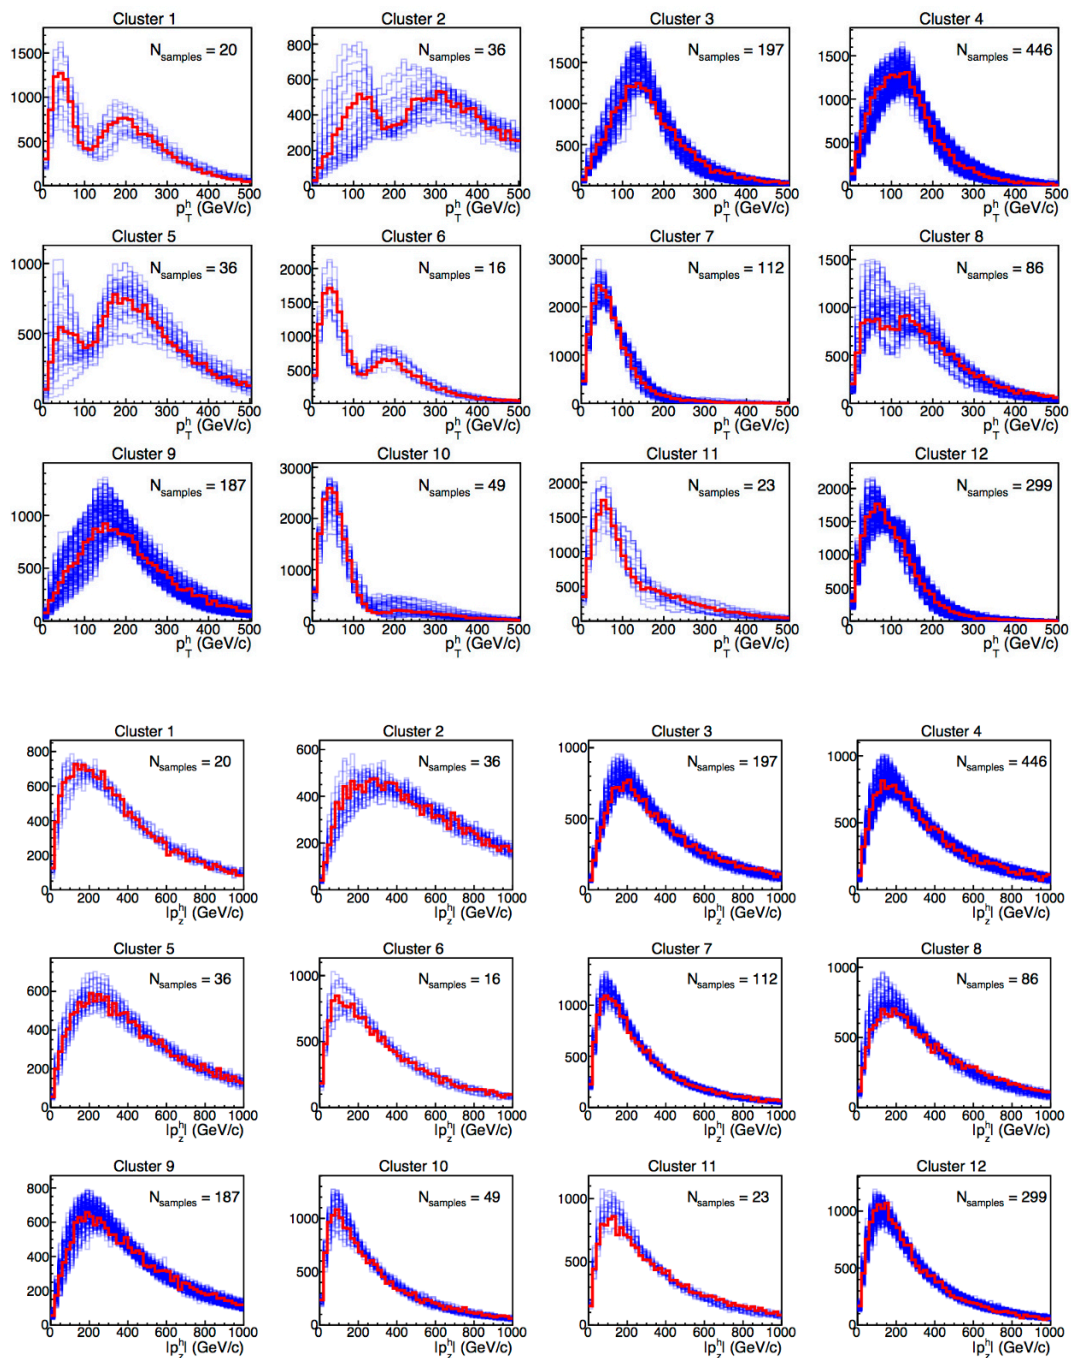 Cluster 1 Cluster 2 Cluster 3 Cluster 4
1500 1000 500 0 N_samples = 20 0 100 200 300 400 500 p_T^h (GeV/c)
800 600 400 200 0 N_samples = 36 0 100 200 300 400 500 p_T^h (GeV/c)
1500 1000 500 0 N_samples = 197 0 100 200 300 400 500 p_T^h (GeV/c)
2000 1500 1000 500 0 N_samples = 446 0 100 200 300 400 500 p_T^h (GeV/c)
Cluster 5 Cluster 6 Cluster 7 Cluster 8
1000 500 0 N_samples = 36 0 100 200 300 400 500 p_T^h (GeV/c)
2000 1500 1000 500 0 N_samples = 16 0 100 200 300 400 500 p_T^h (GeV/c)
3000 2000 1000 0 N_samples = 112 0 100 200 300 400 500 p_T^h (GeV/c)
1500 1000 500 0 N_samples = 86 0 100 200 300 400 500 p_T^h (GeV/c)
Cluster 9 Cluster 10 Cluster 11 Cluster 12
1000 500 0 N_samples = 187 0 100 200 300 400 500 p_T^h (GeV/c)
3000 2000 1000 0 N_samples = 49 0 100 200 300 400 500 p_T^h (GeV/c)
2000 1500 1000 500 0 N_samples = 23 0 100 200 300 400 500 p_T^h (GeV/c)
2000 1500 1000 500 0 N_samples = 299 0 100 200 300 400 500 p_T^h (GeV/c)
Cluster 1 Cluster 2 Cluster 3 Cluster 4
800 600 400 200 0 N_samples = 20 0 200 400 600 800 1000 |p_z^h| (GeV/c)
600 400 200 0 N_samples = 36 0 200 400 600 800 1000 |p_z^h| (GeV/c)
1000 500 0 N_samples = 197 0 200 400 600 800 1000 |p_z^h| (GeV/c)
1000 500 0 N_samples = 446 0 200 400 600 800 1000 |p_z^h| (GeV/c)
Cluster 5 Cluster 6 Cluster 7 Cluster 8
600 400 200 0 N_samples = 36 0 200 400 600 800 1000 |p_z^h| (GeV/c)
1000 500 N_samples = 16 0 200 400 600 800 1000 |p_z^h| (GeV/c)
1000 500 0 N_samples = 112 0 200 400 600 800 1000 |p_z^h| (GeV/c)
1000 500 0 N_samples = 86 0 200 400 600 800 1000 |p_z^h| (GeV/c)
Cluster 9 Cluster 10 Cluster 11 Cluster 12
800 600 400 200 0 N_samples = 187 0 200 400 600 800 1000 |p_z^h| (GeV/c)
1000 500 0 N_samples = 49 0 200 400 600 800 1000 |p_z^h| (GeV/c)
1000 500 0 N_samples = 23 0 200 400 600 800 1000 |p_z^h| (GeV/c)
1000 500 0 N_samples = 299 0 200 400 600 800 1000 |p_z^h| (GeV/c)